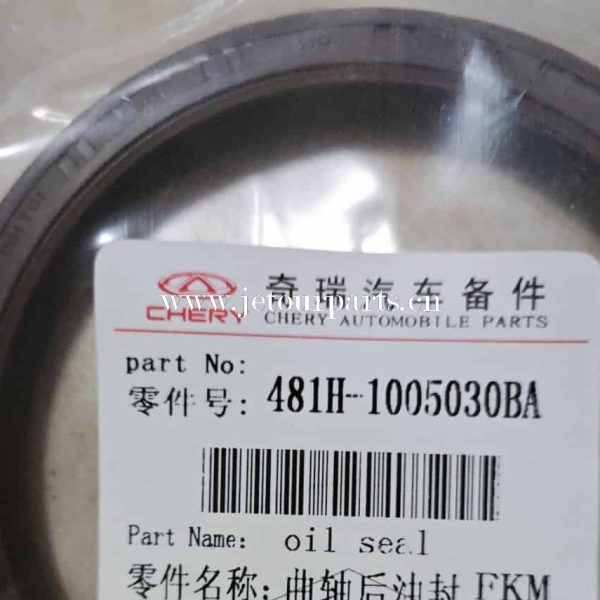 奇瑞汽车备件
CHERY
CHERY AUTOMOBILE PARTS
www.jetourparts.cn
part No:
零件号: 481H-1005030BA
Part Name: oil seal
零件名称: 曲轴后油封 FKM